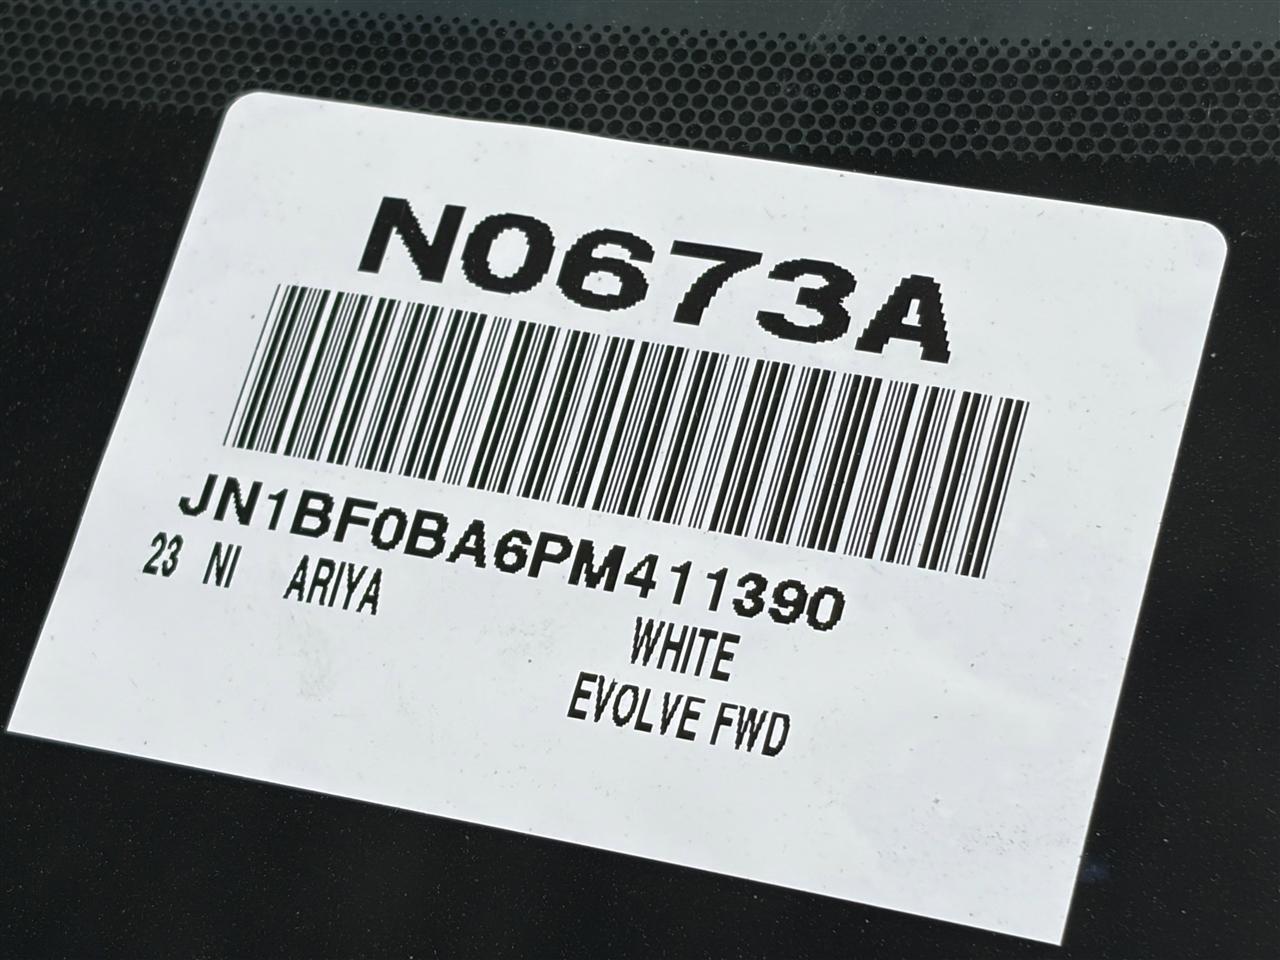 N0673A
JN1BF0BA6PM411390
23 NI ARIYA
WHITE
EVOLVE FWD